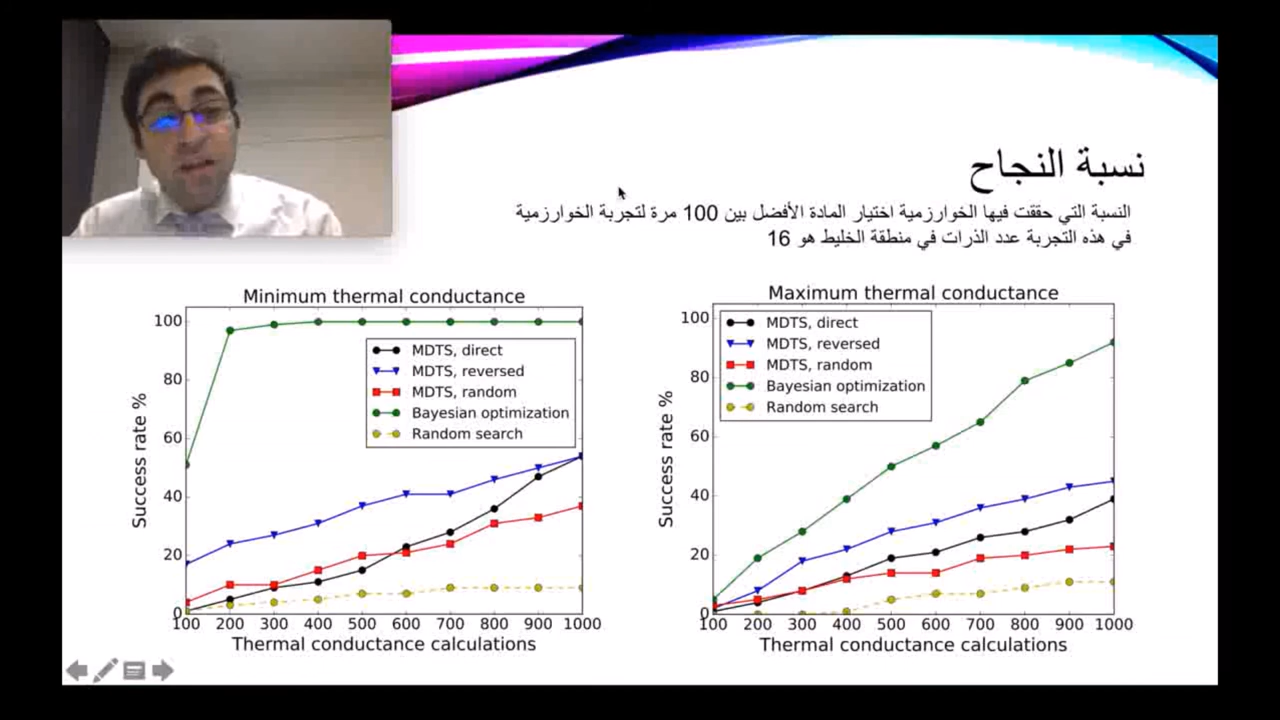 نسبة النجاح
النسبة التي حققت فيها الخوارزمية اختيار المادة الأفضل بين 100 مرة لتجربة الخوارزمية
في هذه التجربة عدد الذرات في منطقة الخليط هو 16
Minimum thermal conductance
100
80
60
40
20
0
Success rate %
MDTS, direct
MDTS, reversed
MDTS, random
Bayesian optimization
Random search
100 200 300 400 500 600 700 800 900 1000
Thermal conductance calculations
Maximum thermal conductance
100
80
60
40
20
0
Success rate %
MDTS, direct
MDTS, reversed
MDTS, random
Bayesian optimization
Random search
100 200 300 400 500 600 700 800 900 1000
Thermal conductance calculations